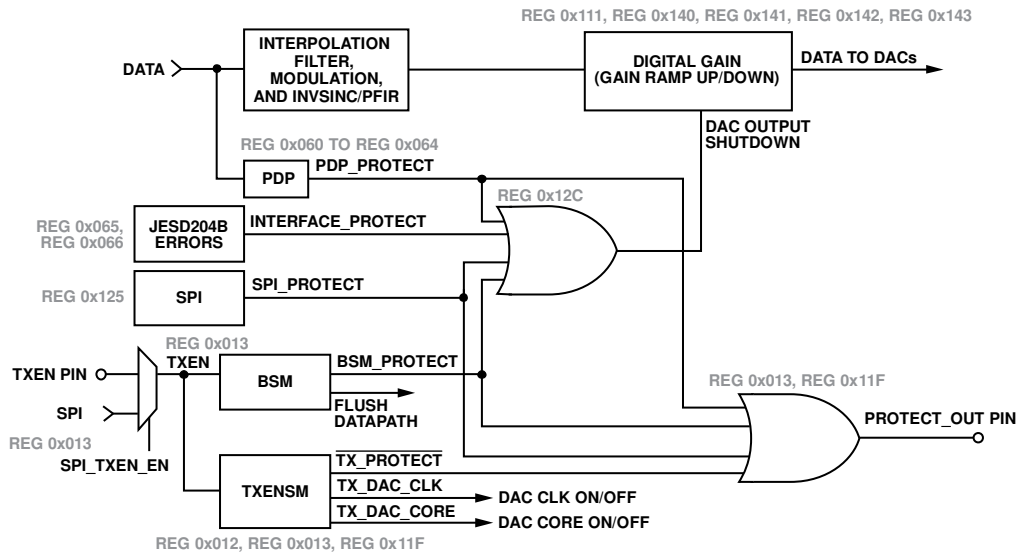 REG 0x111, REG 0x140, REG 0x141, REG 0x142, REG 0x143
DATA
INTERPOLATION
FILTER,
MODULATION,
AND INVSINC/PFIR
DIGITAL GAIN
(GAIN RAMP UP/DOWN)
DATA TO DACs
DAC OUTPUT
SHUTDOWN
REG 0x060 TO REG 0x064
PDP
PDP_PROTECT
REG 0x12C
REG 0x065,
REG 0x066
JESD204B
ERRORS
INTERFACE_PROTECT
REG 0x125
SPI
SPI_PROTECT
REG 0x013
TXEN PIN
TXEN
BSM
BSM_PROTECT
FLUSH
DATAPATH
SPI
REG 0x013
SPI_TXEN_EN
REG 0x013, REG 0x11F
PROTECT_OUT PIN
TXENSM
TX_PROTECT
TX_DAC_CLK
DAC CLK ON/OFF
TX_DAC_CORE
DAC CORE ON/OFF
REG 0x012, REG 0x013, REG 0x11F